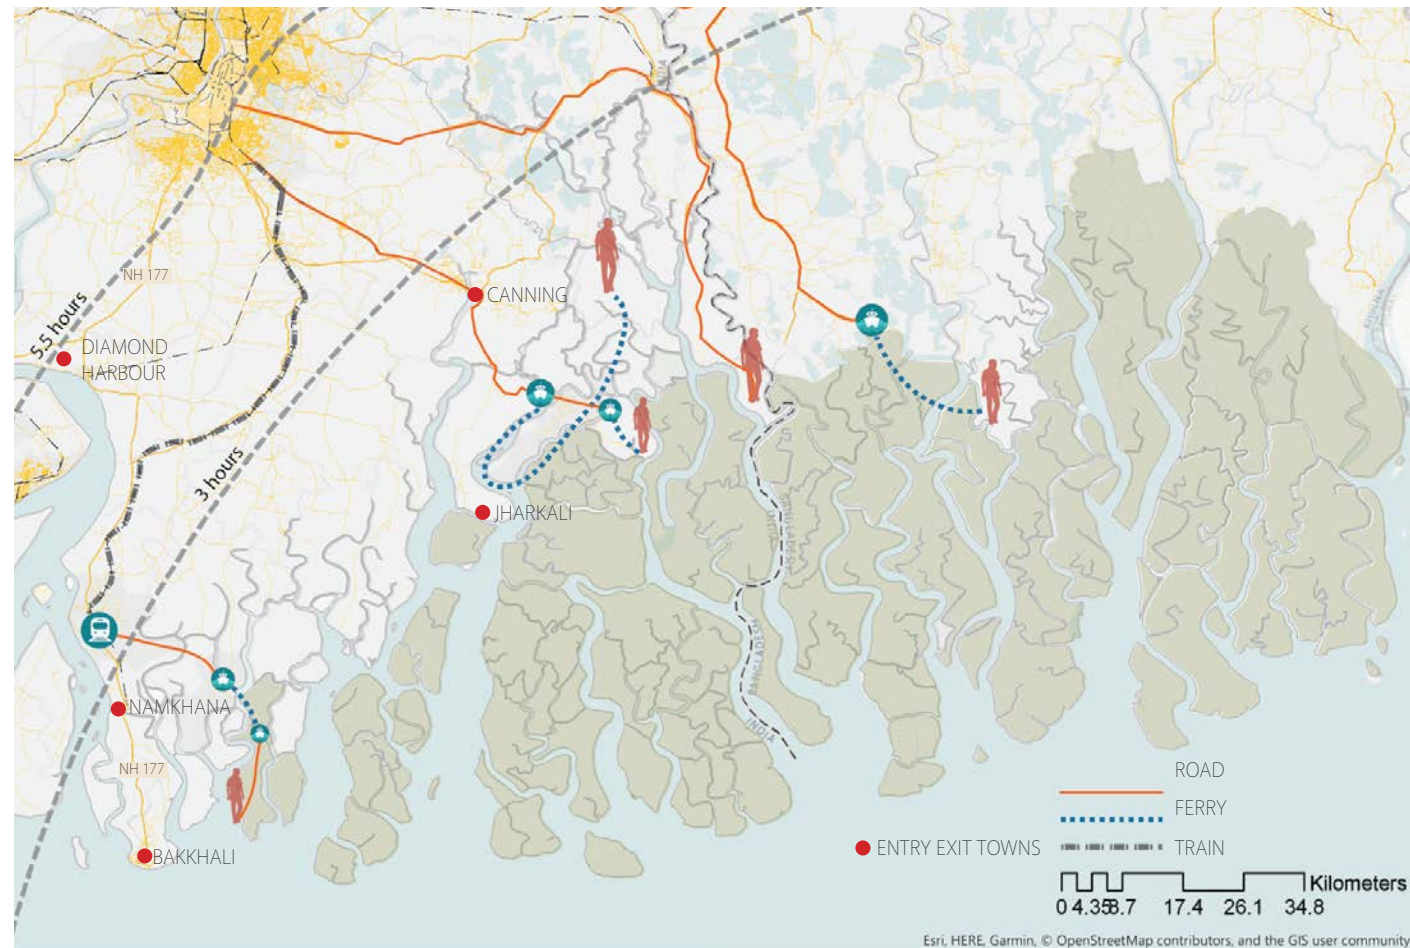 NH 177
5.5 hours
CANNING
DIAMOND
HARBOUR
3 hours
JHARKALI
BANGLADESH
NAMKHANA
INDIA
NH 177
ROAD
FERRY
BAKKHALI
ENTRY EXIT TOWNS
TRAIN
Kilometers
0 4.35 8.7 17.4 26.1 34.8
Esri, HERE, Garmin, © OpenStreetMap contributors, and the GIS user community